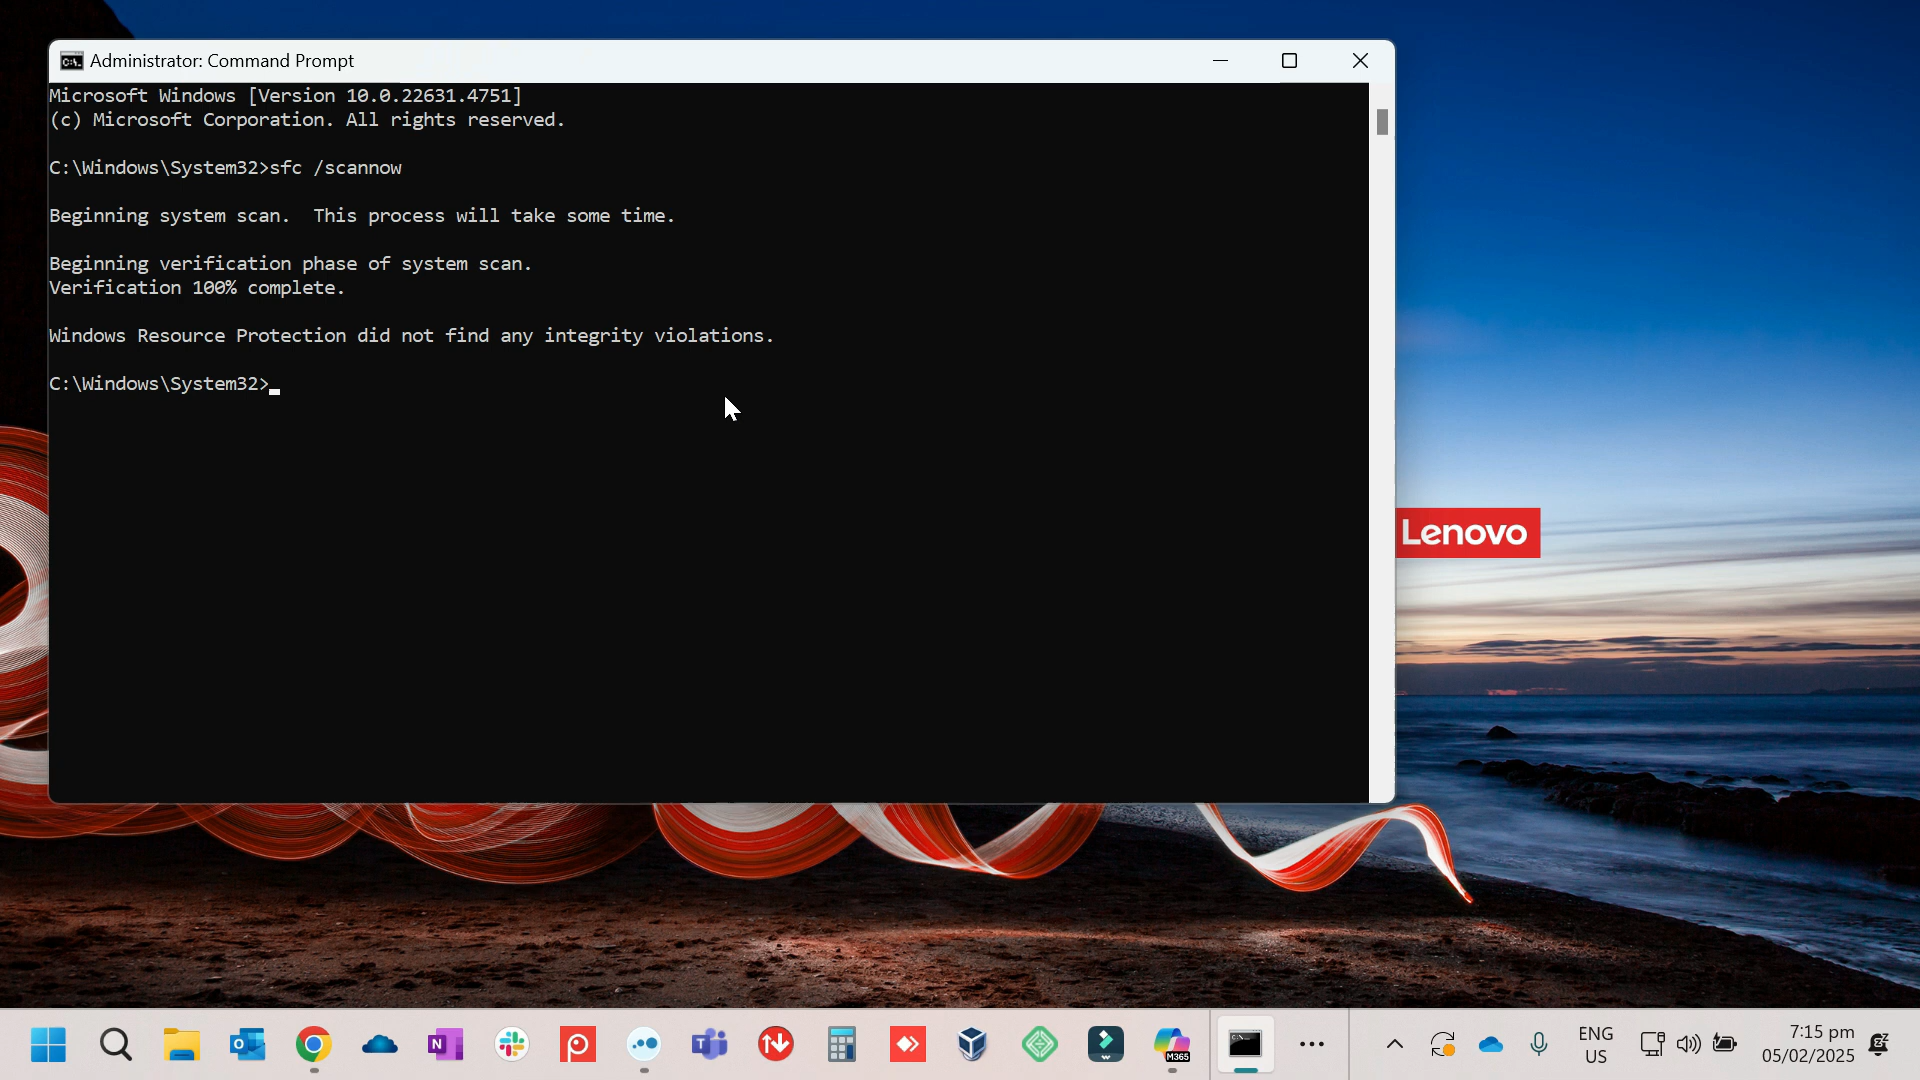 Administrator: Command Prompt
Microsoft Windows [Version 10.0.22631.4751]
(c) Microsoft Corporation. All rights reserved.
C:\Windows\System32>sfc /scannow
Beginning system scan.  This process will take some time.
Beginning verification phase of system scan.
Verification 100% complete.
Windows Resource Protection did not find any integrity violations.
C:\Windows\System32>
Lenovo
M365
ENG
US
7:15 pm
05/02/2025